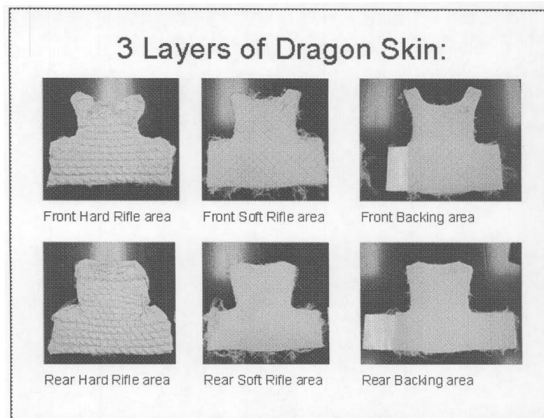 3 Layers of Dragon Skin:
Front Hard Rifle area
Front Soft Rifle area
Front Backing area
Rear Hard Rifle area
Rear Soft Rifle area
Rear Backing area